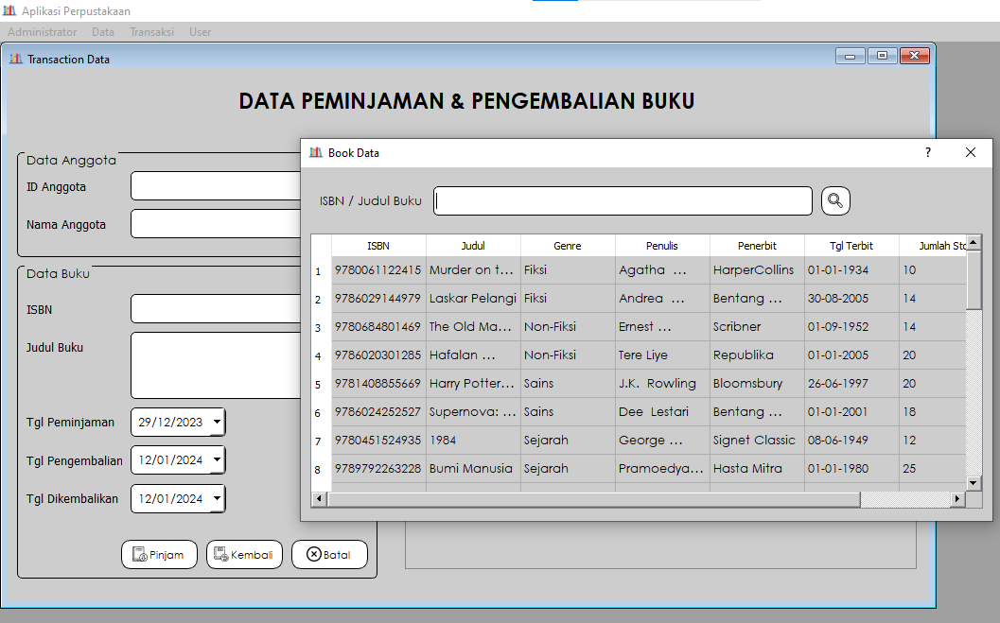 Aplikasi Perpustakaan
Administrator Data Transaksi User
Transaction Data
DATA PEMINJAMAN & PENGEMBALIAN BUKU
Data Anggota
ID Anggota
Nama Anggota
Data Buku
ISBN
Judul Buku
Tgl Peminjaman 29/12/2023
Tgl Pengembalian 12/01/2024
Tgl Dikembalikan 12/01/2024
Pinjam Kembali Batal
Book Data ?
ISBN / Judul Buku
ISBN Judul Genre Penulis Penerbit Tgl Terbit Jumlah Sto
1 9780061122415 Murder on t... Fiksi Agatha ... HarperCollins 01-01-1934 10
2 9786029144979 Laskar Pelangi Fiksi Andrea ... Bentang ... 30-08-2005 14
3 9780684801469 The Old Ma... Non-Fiksi Ernest ... Scribner 01-09-1952 14
4 9786020301285 Hafalan ... Non-Fiksi Tere Liye Republika 01-01-2005 20
5 9781408855669 Harry Potter... Sains J.K. Rowling Bloomsbury 26-06-1997 20
6 9786024252527 Supernova: ... Sains Dee Lestari Bentang ... 01-01-2001 18
7 9780451524935 1984 Sejarah George ... Signet Classic 08-06-1949 12
8 9789792263228 Bumi Manusia Sejarah Pramoedya... Hasta Mitra 01-01-1980 25